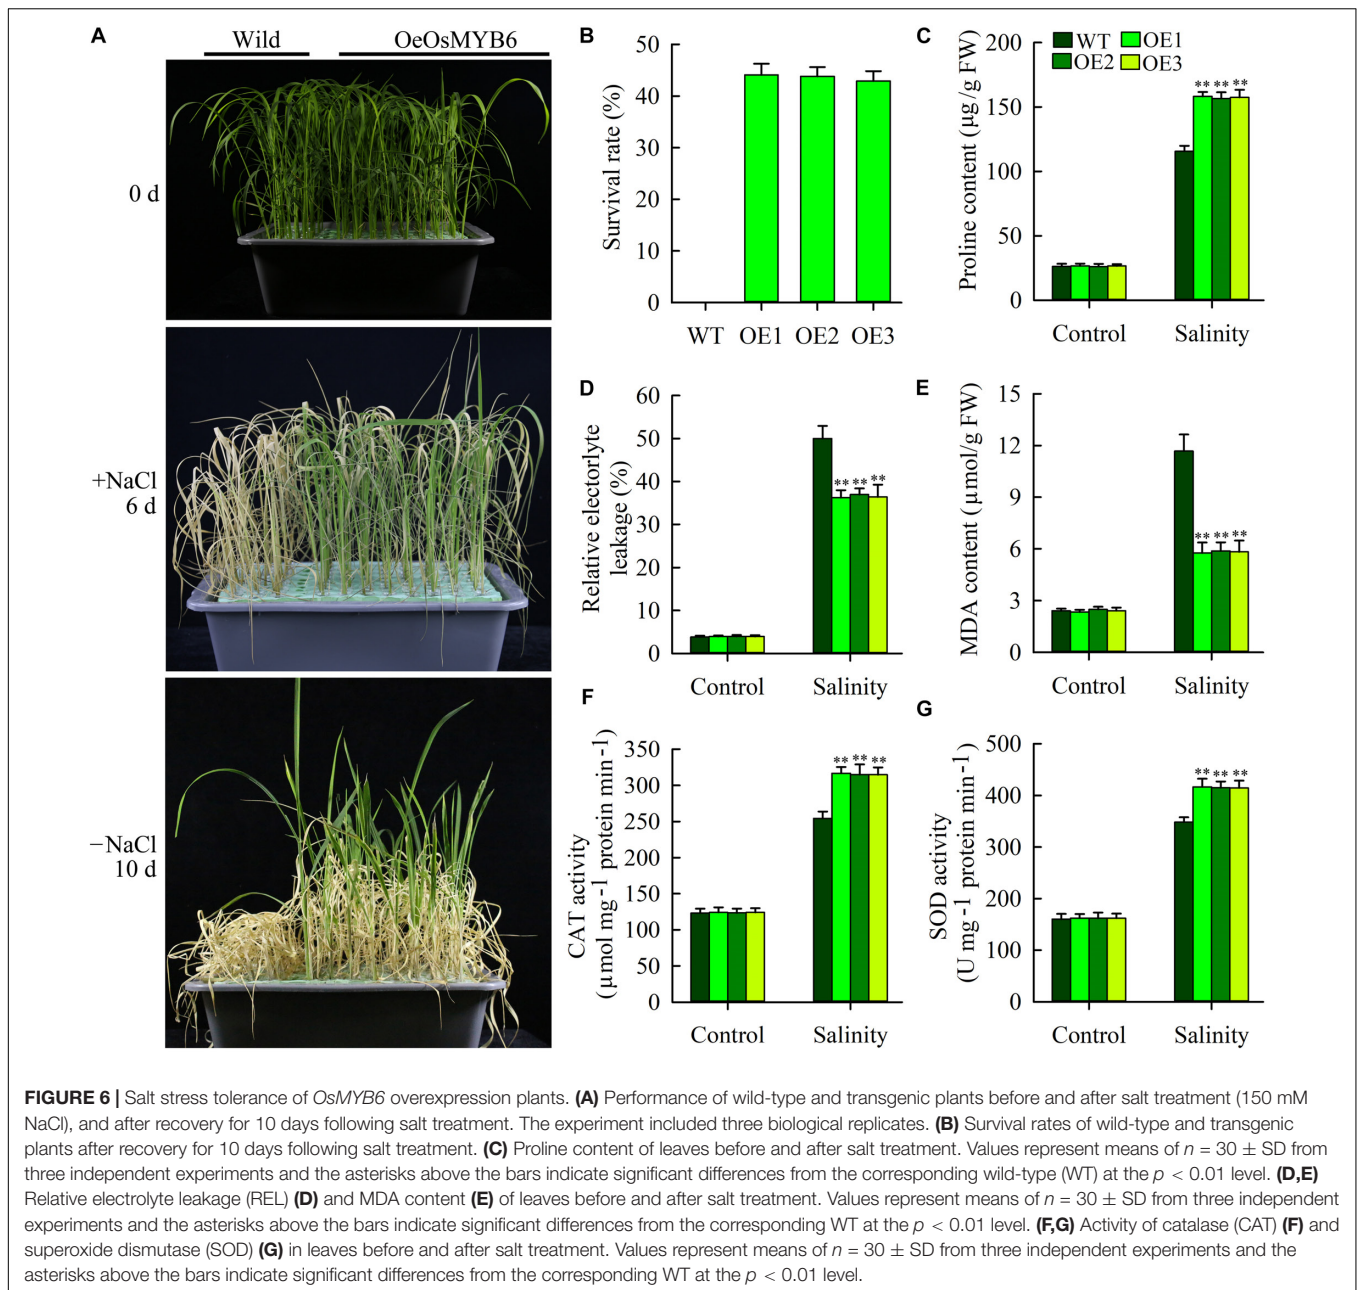 A
Wild
OeOsMYB6
0 d
+NaCl
6 d
−NaCl
10 d
B
Survival rate (%)
50
40
30
20
10
0
WT
OE1
OE2
OE3
C
Proline content (µg/g FW)
200
150
100
50
0
WT
OE1
OE2
OE3
** ** **
Control
Salinity
D
Relative electorlyte
leakage (%)
60
50
40
30
20
10
0
** ** **
Control
Salinity
E
MDA content (µmol/g FW)
15
12
9
6
3
0
** ** **
Control
Salinity
F
CAT activity
(µmol mg-1 protein min-1)
350
300
250
200
150
100
50
0
** ** **
Control
Salinity
G
SOD activity
(U mg-1 protein min-1)
500
400
300
200
100
0
** ** **
Control
Salinity
FIGURE 6 | Salt stress tolerance of OsMYB6 overexpression plants. (A) Performance of wild-type and transgenic plants before and after salt treatment (150 mM
NaCl), and after recovery for 10 days following salt treatment. The experiment included three biological replicates. (B) Survival rates of wild-type and transgenic
plants after recovery for 10 days following salt treatment. (C) Proline content of leaves before and after salt treatment. Values represent means of n = 30 ± SD from
three independent experiments and the asterisks above the bars indicate significant differences from the corresponding wild-type (WT) at the p < 0.01 level. (D,E)
Relative electrolyte leakage (REL) (D) and MDA content (E) of leaves before and after salt treatment. Values represent means of n = 30 ± SD from three independent
experiments and the asterisks above the bars indicate significant differences from the corresponding WT at the p < 0.01 level. (F,G) Activity of catalase (CAT) (F) and
superoxide dismutase (SOD) (G) in leaves before and after salt treatment. Values represent means of n = 30 ± SD from three independent experiments and the
asterisks above the bars indicate significant differences from the corresponding WT at the p < 0.01 level.